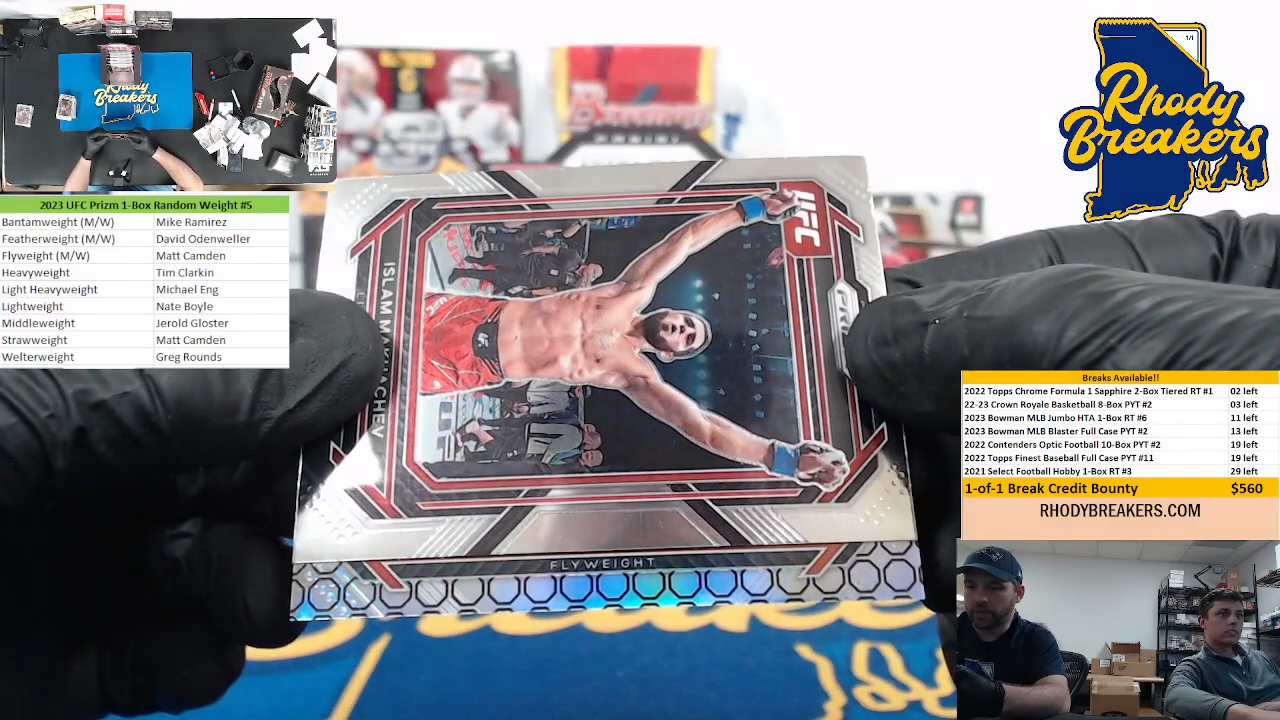 2023 UFC Prizm 1-Box Random Weight #5
Bantamweight (M/W) Mike Ramirez
Featherweight (M/W) David Odenweller
Flyweight (M/W) Matt Camden
Heavyweight Tim Clarkin
Light Heavyweight Michael Eng
Lightweight Nate Boyle
Middleweight Jerold Gloster
Strawweight Matt Camden
Welterweight Greg Rounds
Rhody
Breakers
Bowman
PANINI
UFC
ISLAM MAKHACHEV
FLYWEIGHT
1/1
Rhody
Breakers
Breaks Available!!
2022 Topps Chrome Formula 1 Sapphire 2-Box Tiered RT #1 02 left
22-23 Crown Royale Basketball 8-Box PYT #2 03 left
2023 Bowman MLB Jumbo HTA 1-Box RT #6 11 left
2023 Bowman MLB Blaster Full Case PYT #2 13 left
2022 Contenders Optic Football 10-Box PYT #2 19 left
2022 Topps Finest Baseball Full Case PYT #11 19 left
2021 Select Football Hobby 1-Box RT #3 29 left
1-of-1 Break Credit Bounty $560
RHODYBREAKERS.COM